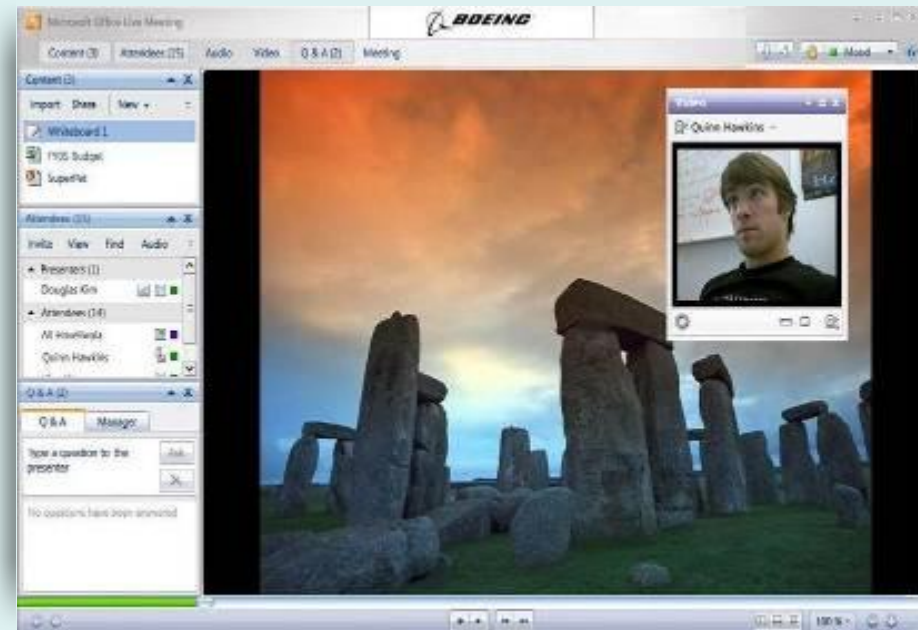 Microsoft Office Live Meeting
BOEING
Content (3) Attendees (15) Audio Video Q & A (2) Meeting
Mood
Content (3)
Import Share New
Whiteboard 1
FY05 Budget
SuperPet
Attendees (15)
Invite View Find Audio
Presenters (1)
Douglas Kim
Attendees (14)
Quinn Hawkins
Q & A (2)
Q & A Manager
Type a question to the
presenter
Ask
No questions have been answered
Video
Quinn Hawkins
100 %